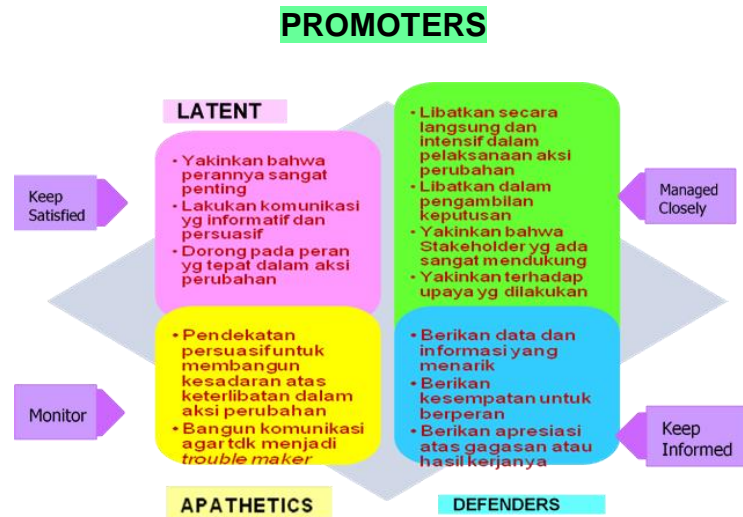 PROMOTERS
LATENT
• Yakinkan bahwa
perannya sangat
penting
• Lakukan komunikasi
yg informatif dan
persuasif
• Dorong pada peran
yg tepat dalam aksi
perubahan
• Libatkan secara
langsung dan
intensif dalam
pelaksanaan aksi
perubahan
• Libatkan dalam
pengambilan
keputusan
• Yakinkan bahwa
Stakeholder yg ada
sangat mendukung
• Yakinkan terhadap
upaya yg dilakukan
Keep
Satisfied
Managed
Closely
• Pendekatan
persuasif untuk
membangun
kesadaran atas
keterlibatan dalam
aksi perubahan
• Bangun komunikasi
agar tdk menjadi
trouble maker
• Berikan data dan
informasi yang
menarik
• Berikan
kesempatan untuk
berperan
• Berikan apresiasi
atas gagasan atau
hasil kerjanya
Monitor
Keep
Informed
APATHETICS
DEFENDERS